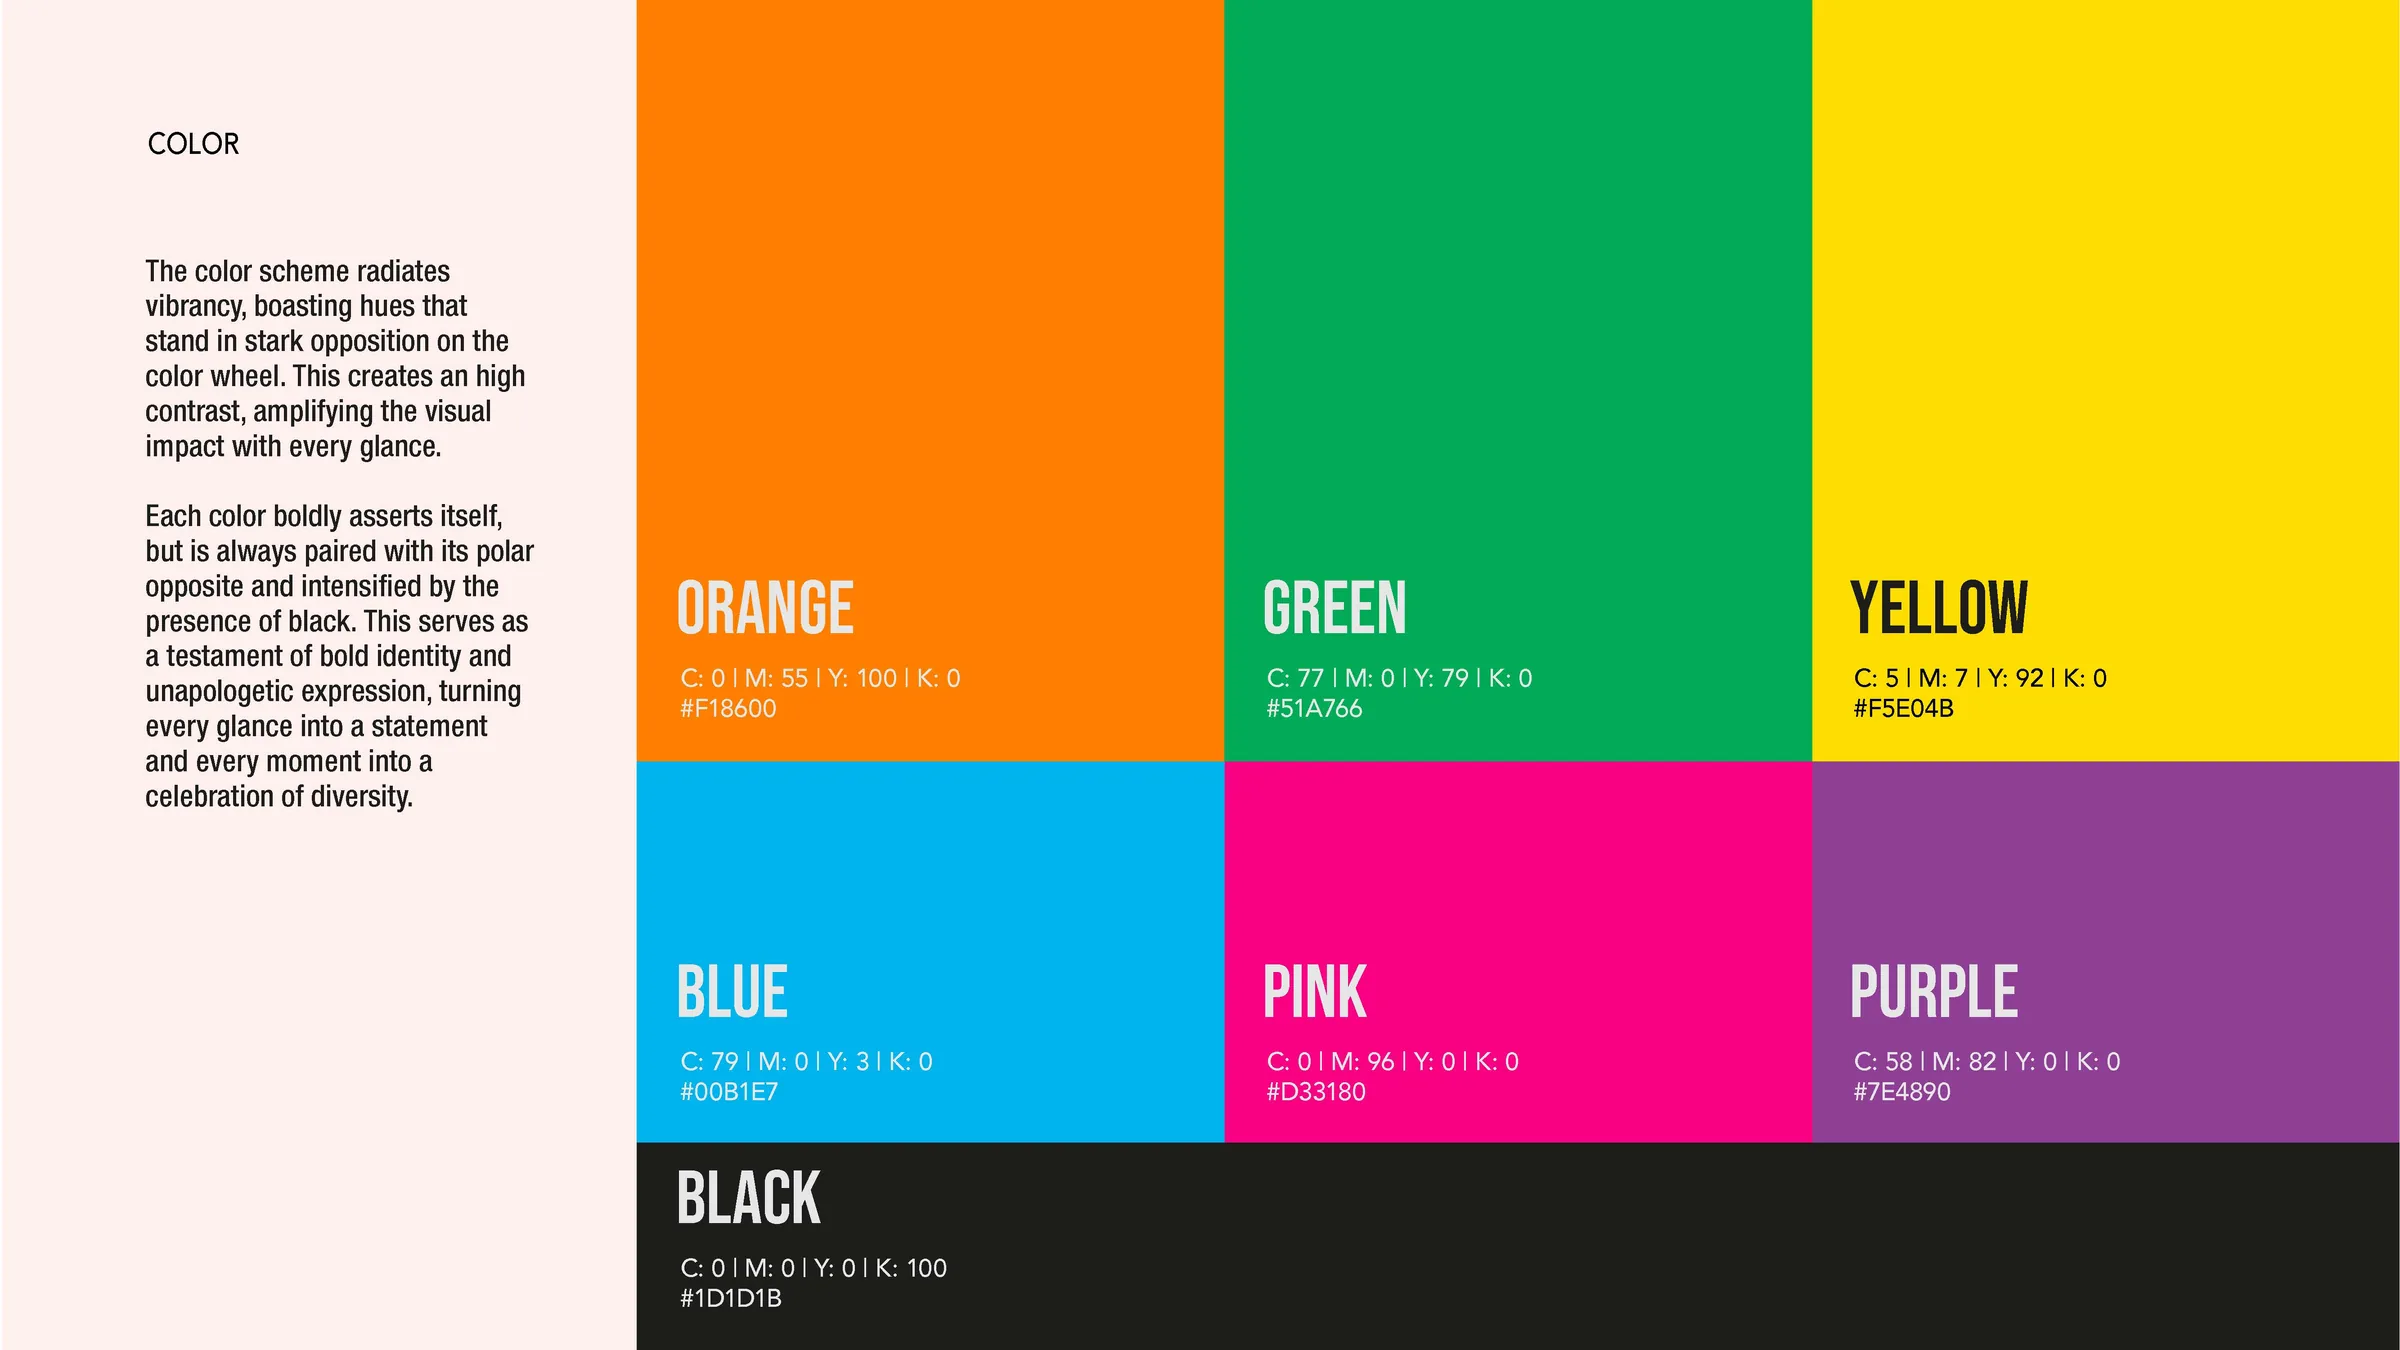 COLOR
The color scheme radiates
vibrancy, boasting hues that
stand in stark opposition on the
color wheel. This creates an high
contrast, amplifying the visual
impact with every glance.
Each color boldly asserts itself,
but is always paired with its polar
opposite and intensified by the
presence of black. This serves as
a testament of bold identity and
unapologetic expression, turning
every glance into a statement
and every moment into a
celebration of diversity.
ORANGE
C: 0 | M: 55 | Y: 100 | K: 0
#F18600
GREEN
C: 77 | M: 0 | Y: 79 | K: 0
#51A766
YELLOW
C: 5 | M: 7 | Y: 92 | K: 0
#F5E04B
BLUE
C: 79 | M: 0 | Y: 3 | K: 0
#00B1E7
PINK
C: 0 | M: 96 | Y: 0 | K: 0
#D33180
PURPLE
C: 58 | M: 82 | Y: 0 | K: 0
#7E4890
BLACK
C: 0 | M: 0 | Y: 0 | K: 100
#1D1D1B